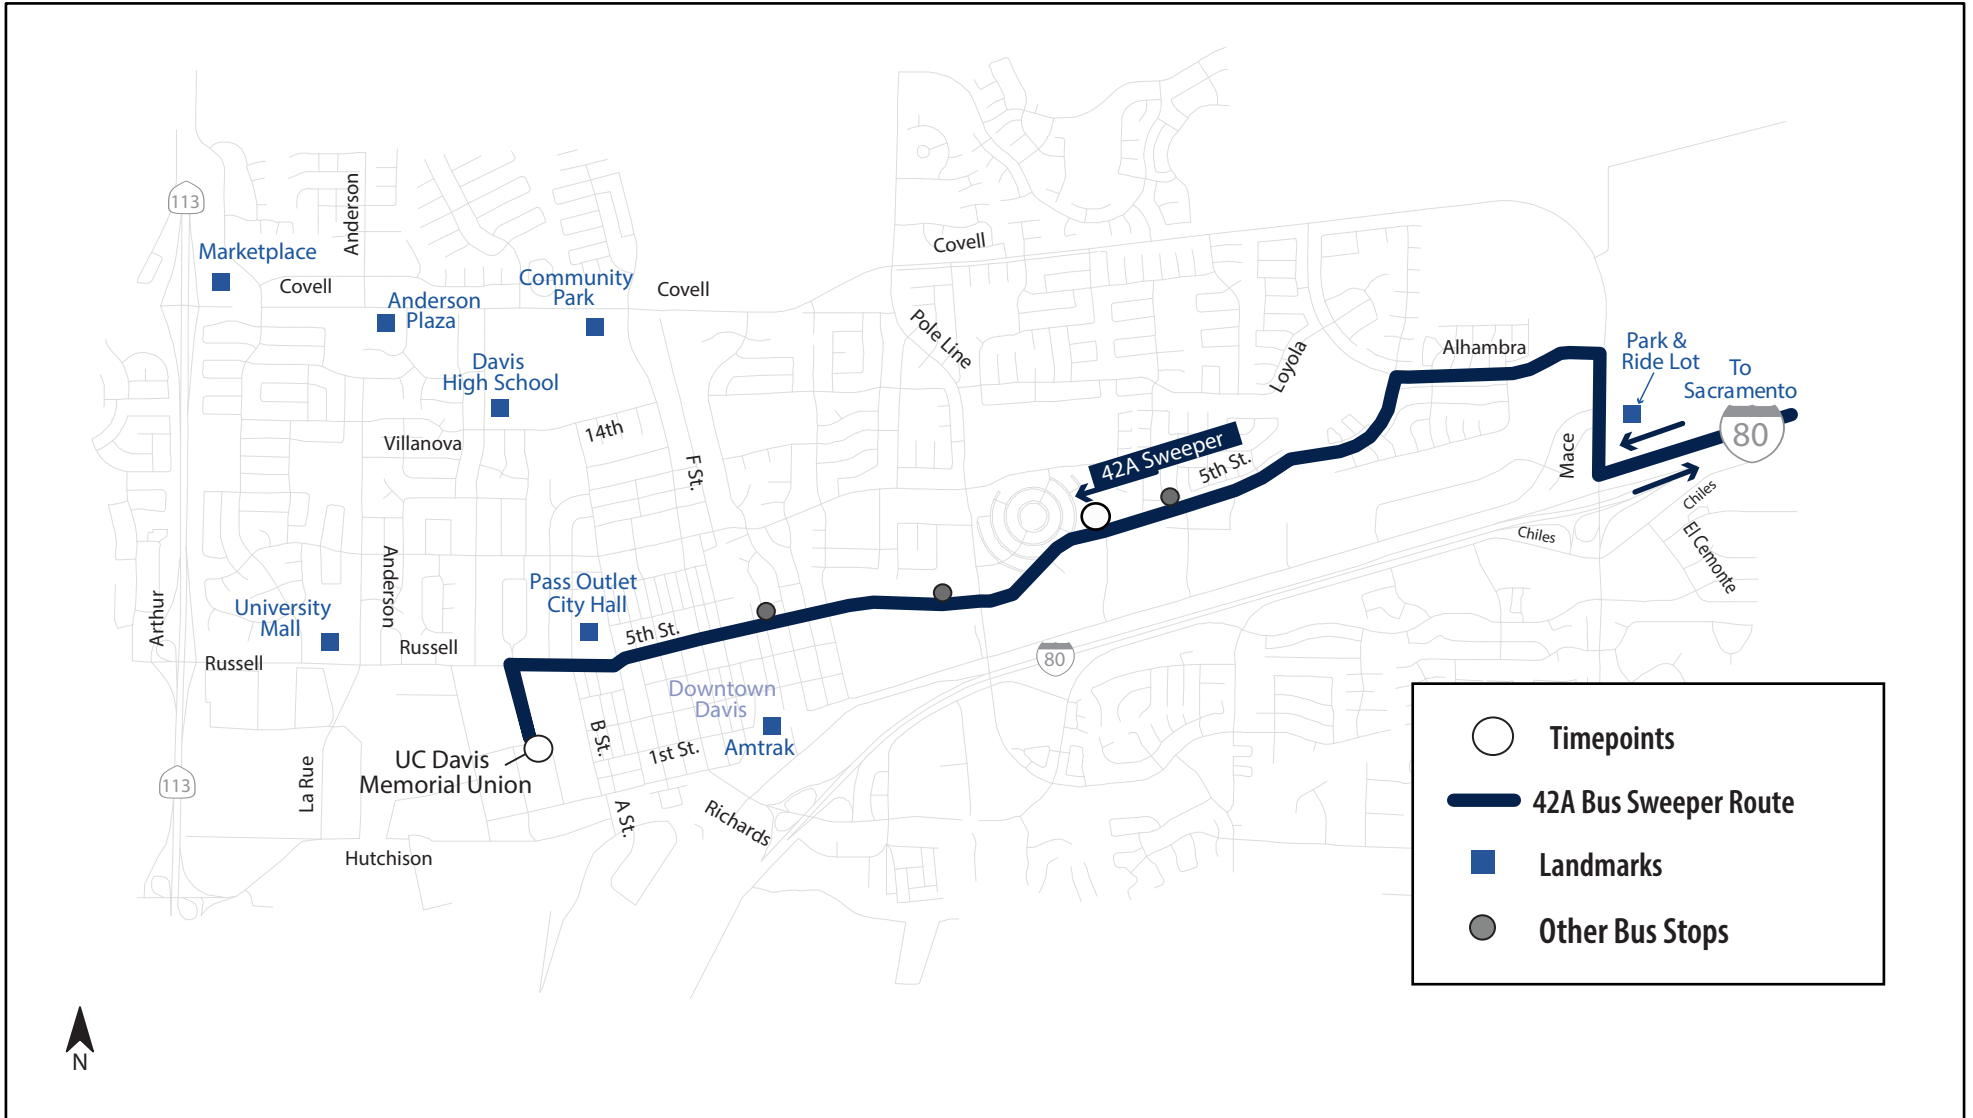 113
Marketplace
Anderson
Covell
Anderson
Plaza
Community
Park
Covell
Covell
Davis
High School
Villanova
14th
F St.
Pole Line
Loyola
Alhambra
Park &
Ride Lot
To
Sacramento
80
Mace
42A Sweeper
5th St.
Chiles
Chiles
El Cemonte
Arthur
University
Mall
Anderson
Russell
Russell
Pass Outlet
City Hall
5th St.
80
Downtown
Davis
Amtrak
B St.
1st St.
UC Davis
Memorial Union
La Rue
113
A St.
Richards
Hutchison
Timepoints
42A Bus Sweeper Route
Landmarks
Other Bus Stops
N